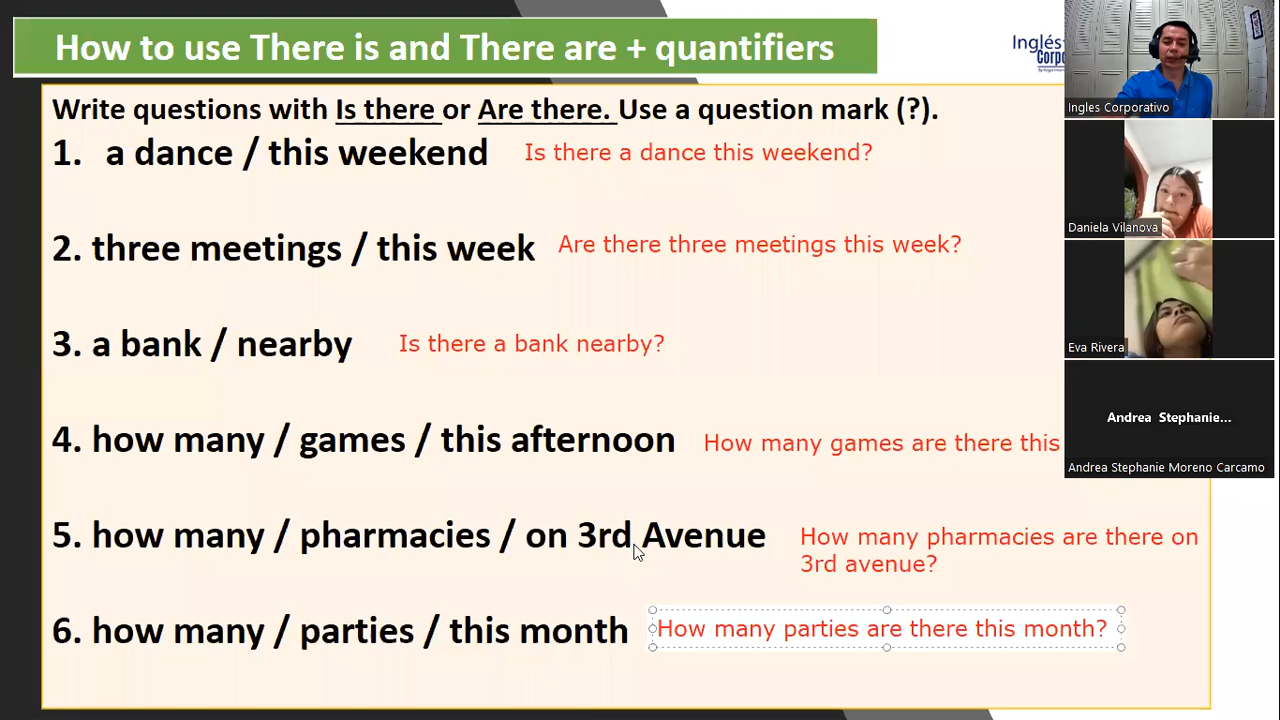 How to use There is and There are + quantifiers
Inglés
Corpo
Write questions with Is there or Are there. Use a question mark (?).
1. a dance / this weekend Is there a dance this weekend?
2. three meetings / this week Are there three meetings this week?
3. a bank / nearby Is there a bank nearby?
4. how many / games / this afternoon How many games are there this
5. how many / pharmacies / on 3rd Avenue How many pharmacies are there on
3rd avenue?
6. how many / parties / this month How many parties are there this month?
Ingles Corporativo
Daniela Vilanova
Eva Rivera
Andrea Stephanie...
Andrea Stephanie Moreno Carcamo